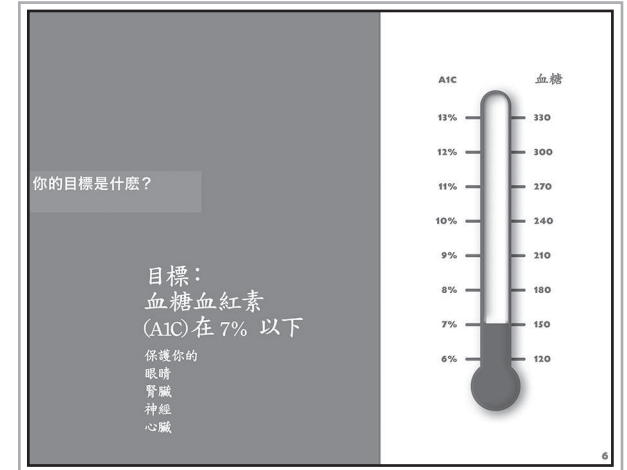 你的目標是什麽？
目標：
血糖血紅素
(A1C)在 7% 以下
保護你的
眼睛
腎臟
神經
心臟
A1C 血糖
13% 330
12% 300
11% 270
10% 240
9% 210
8% 180
7% 150
6% 120
6